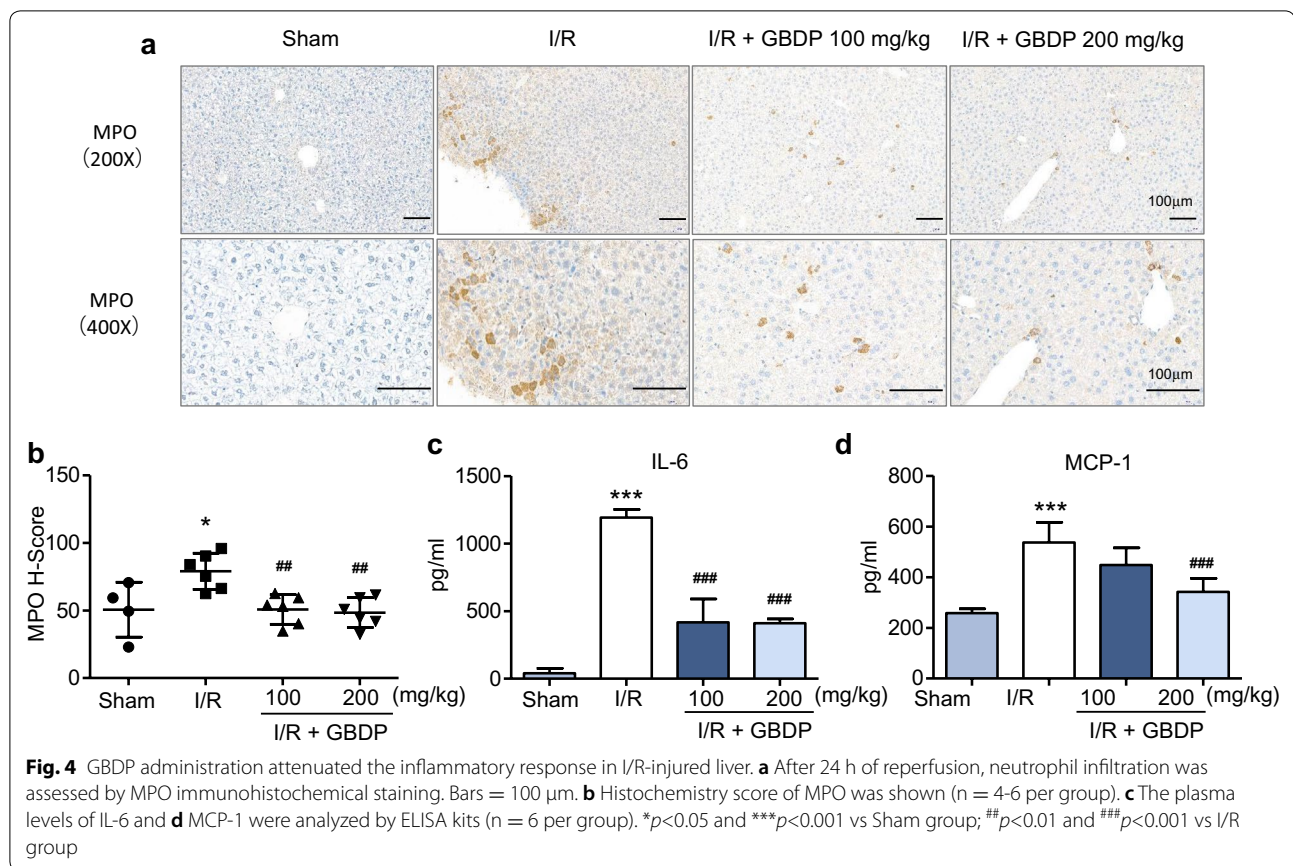 a
Sham I/R I/R + GBDP 100 mg/kg I/R + GBDP 200 mg/kg
MPO
（200X）
100μm
MPO
（400X）
100μm
b
MPO H-Score
150
100
50
0
*
##
##
Sham I/R 100 200 (mg/kg)
I/R + GBDP
c
IL-6
pg/ml
1500
1000
500
0
***
###
###
Sham I/R 100 200 (mg/kg)
I/R + GBDP
d
MCP-1
pg/ml
800
600
400
200
0
***
###
Sham I/R 100 200 (mg/kg)
I/R + GBDP
Fig. 4 GBDP administration attenuated the inflammatory response in I/R-injured liver. a After 24 h of reperfusion, neutrophil infiltration was
assessed by MPO immunohistochemical staining. Bars = 100 μm. b Histochemistry score of MPO was shown (n = 4-6 per group). c The plasma
levels of IL-6 and d MCP-1 were analyzed by ELISA kits (n = 6 per group). *p<0.05 and ***p<0.001 vs Sham group; ##p<0.01 and ###p<0.001 vs I/R
group